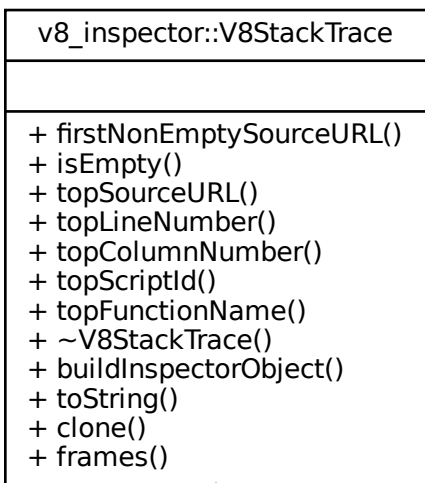 v8_inspector::V8StackTrace
+ firstNonEmptySourceURL()
+ isEmpty()
+ topSourceURL()
+ topLineNumber()
+ topColumnNumber()
+ topScriptId()
+ topFunctionName()
+ ~V8StackTrace()
+ buildInspectorObject()
+ toString()
+ clone()
+ frames()